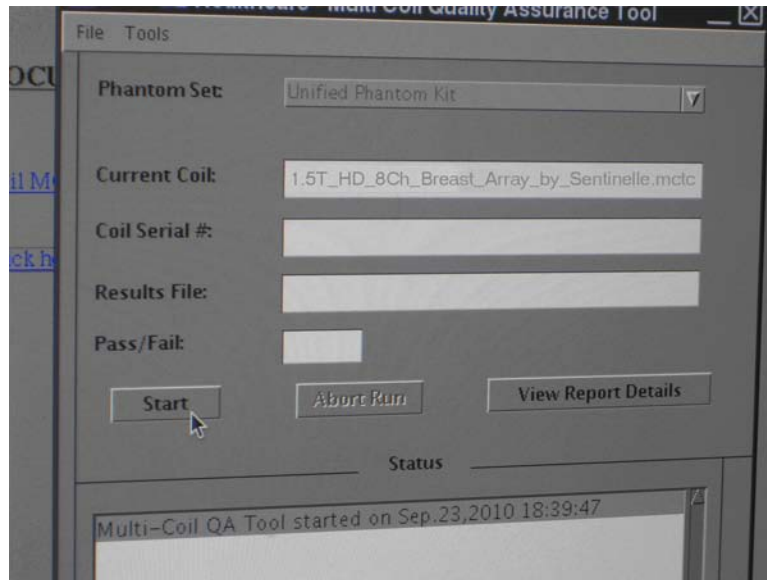 Healthcare - Multi Coil Quality Assurance Tool
File Tools
Phantom Set:
Unified Phantom Kit
Current Coil:
1.5T_HD_8Ch_Breast_Array_by_Sentinelle.mctc
Coil Serial #:
Results File:
Pass/Fail:
Start
Abort Run
View Report Details
Status
Multi-Coil QA Tool started on Sep.23,2010 18:39:47